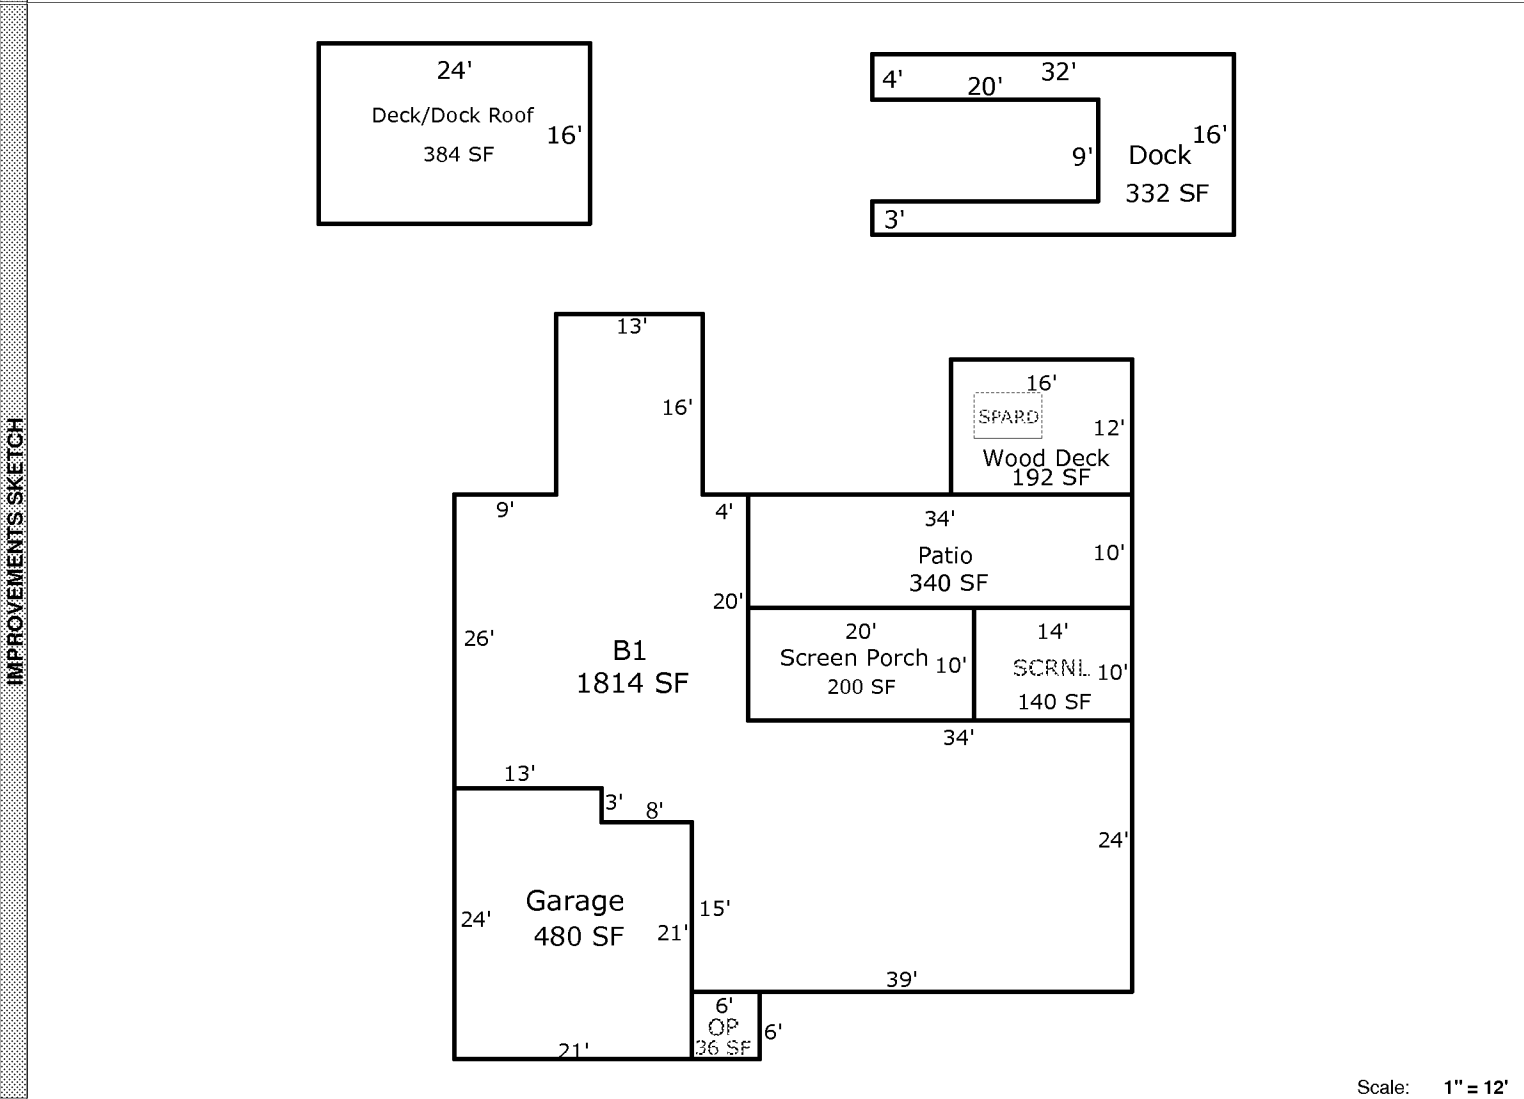 IMPROVEMENTS SKETCH
24'
Deck/Dock Roof
16'
384 SF
4'
20'
32'
16'
9'
Dock
332 SF
3'
13'
16'
9'
4'
16'
SPARD
12'
Wood Deck
192 SF
34'
Patio
10'
340 SF
20'
26'
B1
1814 SF
20'
Screen Porch
10'
200 SF
14'
SCRNL
10'
140 SF
34'
13'
3'
8'
24'
Garage
480 SF
24'
21'
15'
39'
6'
OP
36 SF
6'
21'
Scale: 1" = 12'